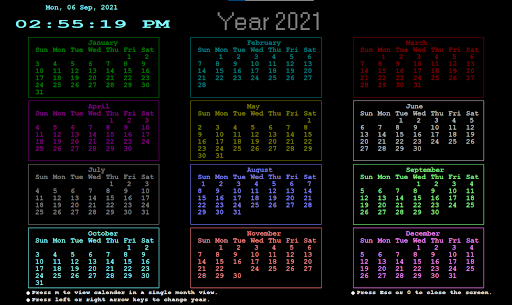 Mon, 06 Sep, 2021
02:55:19 PM
Year 2021
January
Sun Mon Tue Wed Thu Fri Sat
1 2
3 4 5 6 7 8 9
10 11 12 13 14 15 16
17 18 19 20 21 22 23
24 25 26 27 28 29 30
31
February
Sun Mon Tue Wed Thu Fri Sat
1 2 3 4 5 6
7 8 9 10 11 12 13
14 15 16 17 18 19 20
21 22 23 24 25 26 27
28
March
Sun Mon Tue Wed Thu Fri Sat
1 2 3 4 5 6
7 8 9 10 11 12 13
14 15 16 17 18 19 20
21 22 23 24 25 26 27
28 29 30 31
April
Sun Mon Tue Wed Thu Fri Sat
1 2 3
4 5 6 7 8 9 10
11 12 13 14 15 16 17
18 19 20 21 22 23 24
25 26 27 28 29 30
May
Sun Mon Tue Wed Thu Fri Sat
1
2 3 4 5 6 7 8
9 10 11 12 13 14 15
16 17 18 19 20 21 22
23 24 25 26 27 28 29
30 31
June
Sun Mon Tue Wed Thu Fri Sat
1 2 3 4 5
6 7 8 9 10 11 12
13 14 15 16 17 18 19
20 21 22 23 24 25 26
27 28 29 30
July
Sun Mon Tue Wed Thu Fri Sat
1 2 3
4 5 6 7 8 9 10
11 12 13 14 15 16 17
18 19 20 21 22 23 24
25 26 27 28 29 30 31
August
Sun Mon Tue Wed Thu Fri Sat
1 2 3 4 5 6 7
8 9 10 11 12 13 14
15 16 17 18 19 20 21
22 23 24 25 26 27 28
29 30 31
September
Sun Mon Tue Wed Thu Fri Sat
1 2 3 4
5 6 7 8 9 10 11
12 13 14 15 16 17 18
19 20 21 22 23 24 25
26 27 28 29 30
October
Sun Mon Tue Wed Thu Fri Sat
1 2
3 4 5 6 7 8 9
10 11 12 13 14 15 16
17 18 19 20 21 22 23
24 25 26 27 28 29 30
31
November
Sun Mon Tue Wed Thu Fri Sat
1 2 3 4 5 6
7 8 9 10 11 12 13
14 15 16 17 18 19 20
21 22 24 25 26 27
28 29 30
December
Sun Mon Tue Wed Thu Fri Sat
1 2 3 4
5 6 7 8 9 10 11
12 13 14 15 16 17 18
19 20 21 22 23 24 25
26 27 28 29 30 31
Press m to view calender in a single month view.
Press left or right arrow keys to change year.
Press Esc or 0 to close the screen.